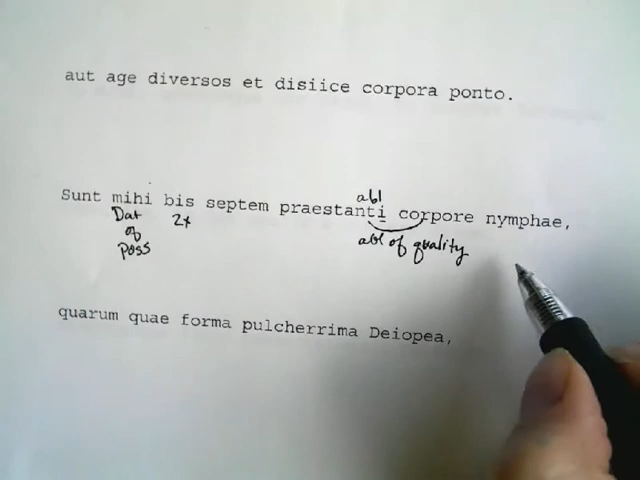 aut age diversos et disiice corpora ponto.
abl
Sunt mihi bis septem praestanti corpore nymphae,
Dat of Poss
2x
abl of quality
quarum quae forma pulcherrima Deiopea,